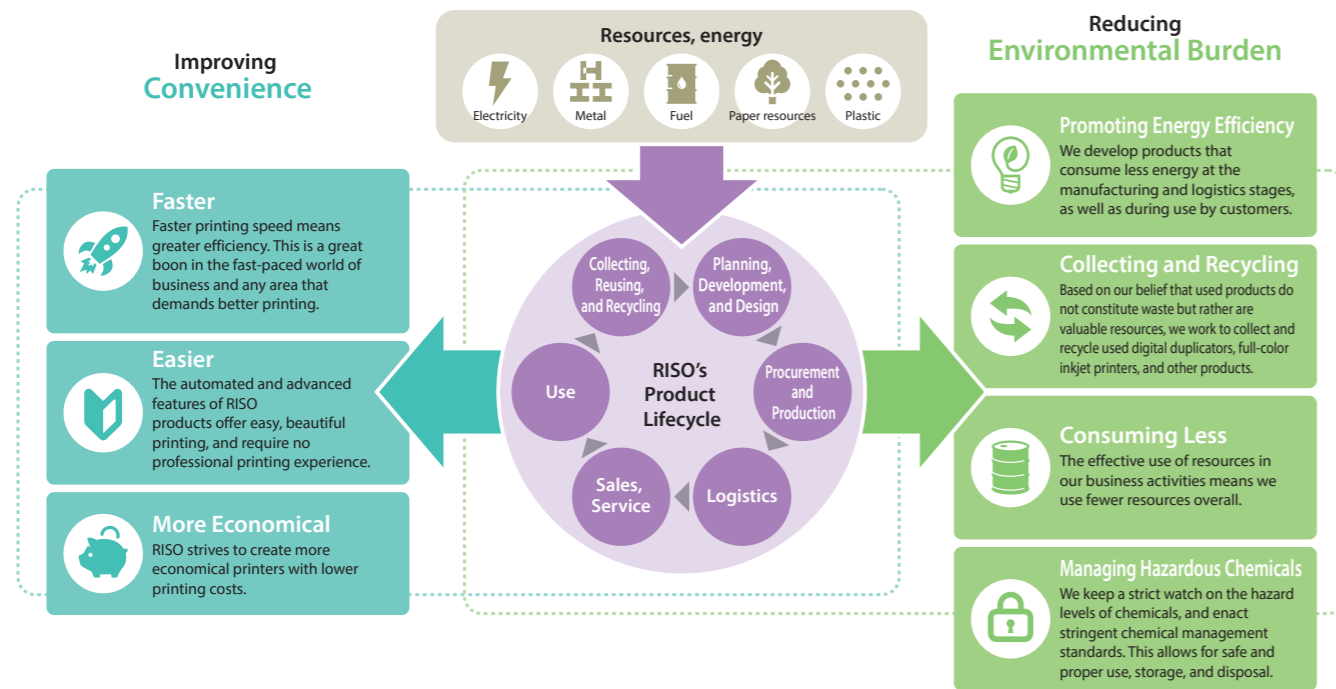 Improving
Convenience
Faster
Faster printing speed means
greater efficiency. This is a great
boon in the fast-paced world of
business and any area that
demands better printing.
Easier
The automated and advanced
features of RISO
products offer easy, beautiful
printing, and require no
professional printing experience.
More Economical
RISO strives to create more
economical printers with lower
printing costs.
Resources, energy
Electricity
Metal
Fuel
Paper resources
Plastic
Collecting,
Reusing,
and Recycling
Planning,
Development,
and Design
Procurement
and
Production
Logistics
Sales,
Service
Use
RISO’s
Product
Lifecycle
Reducing
Environmental Burden
Promoting Energy Efficiency
We develop products that
consume less energy at the
manufacturing and logistics stages,
as well as during use by customers.
Collecting and Recycling
Based on our belief that used products do
not constitute waste but rather are
valuable resources, we work to collect and
recycle used digital duplicators, full-color
inkjet printers, and other products.
Consuming Less
The effective use of resources in
our business activities means we
use fewer resources overall.
Managing Hazardous Chemicals
We keep a strict watch on the hazard
levels of chemicals, and enact
stringent chemical management
standards. This allows for safe and
proper use, storage, and disposal.